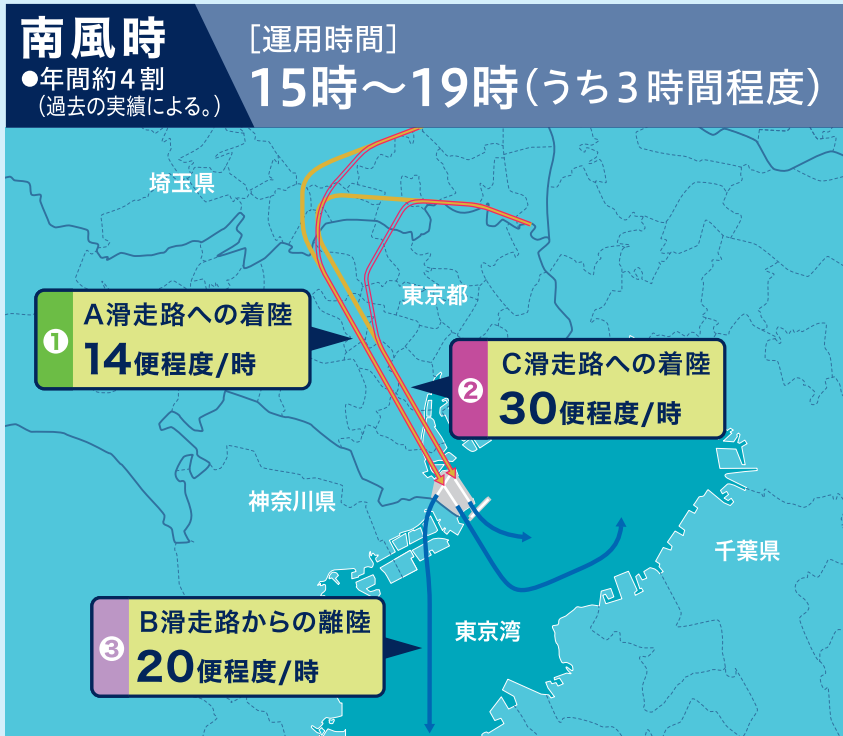 南風時
●年間約4割
(過去の実績による。)
[運用時間]
15時～19時(うち3時間程度)
埼玉県
東京都
❶
A滑走路への着陸
14便程度/時
❷
C滑走路への着陸
30便程度/時
神奈川県
千葉県
❸
B滑走路からの離陸
20便程度/時
東京湾